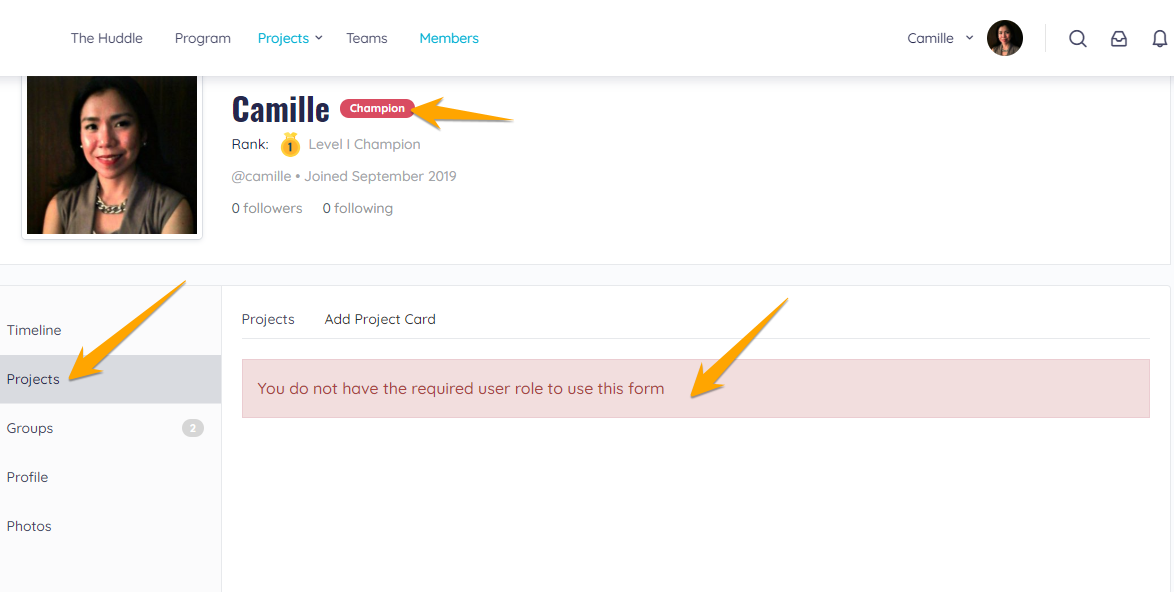 The Huddle Program Projects Teams Members Camille
Camille Champion
Rank: 1 Level I Champion
@camille • Joined September 2019
0 followers 0 following
Timeline
Projects
Groups 2
Profile
Photos
Projects Add Project Card
You do not have the required user role to use this form